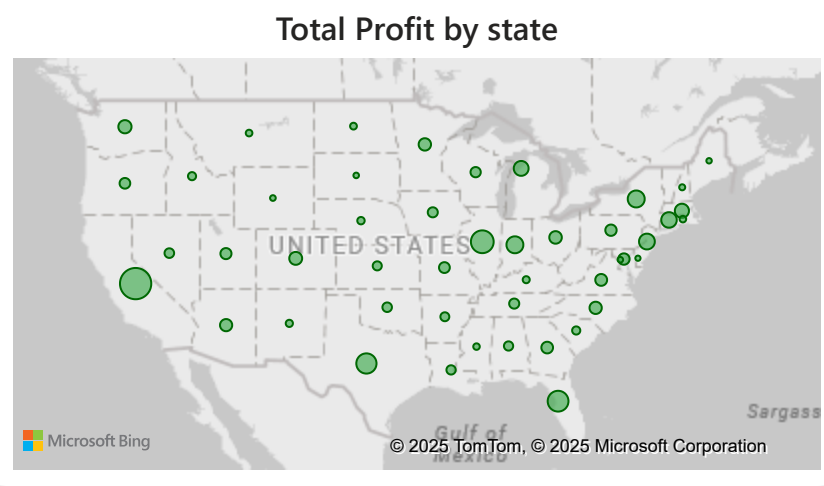 Total Profit by state
UNITED STATES
Sargass
Gulf of
Mexico
Microsoft Bing
© 2025 TomTom, © 2025 Microsoft Corporation